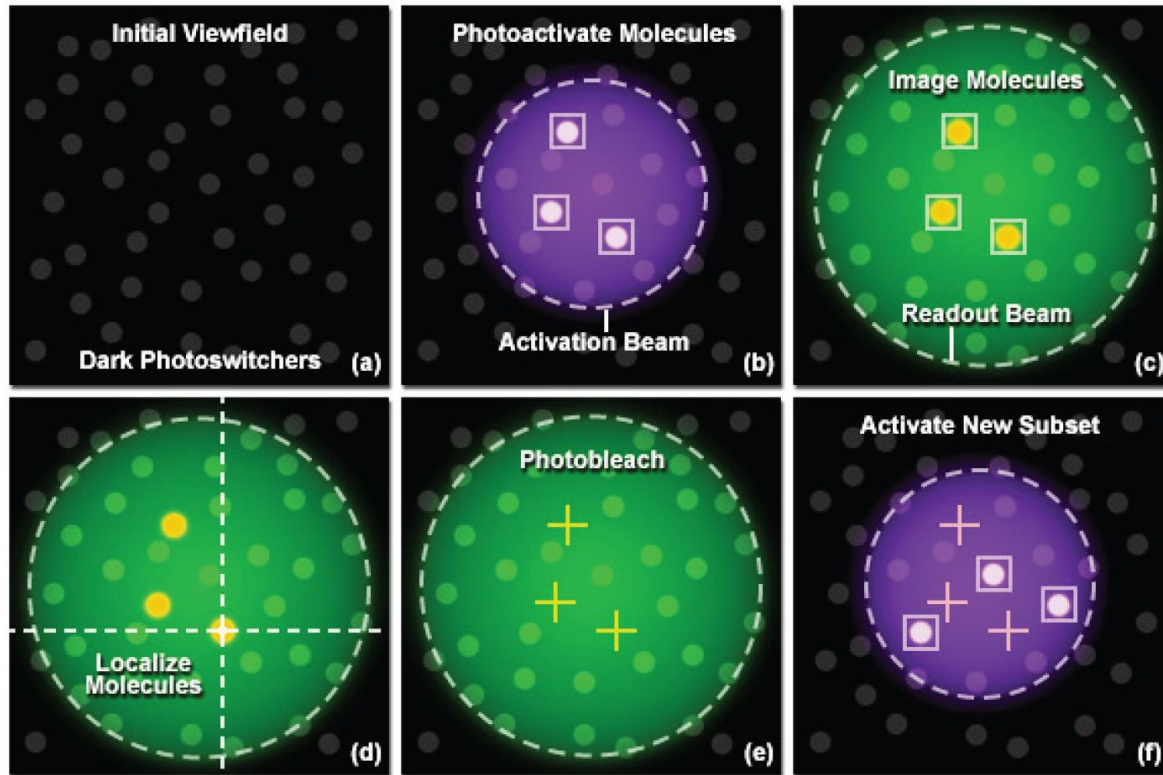 Initial Viewfield
Dark Photoswitchers
(a)
Photoactivate Molecules
Activation Beam
(b)
Image Molecules
Readout Beam
(c)
Localize
Molecules
(d)
Photobleach
(e)
Activate New Subset
(f)